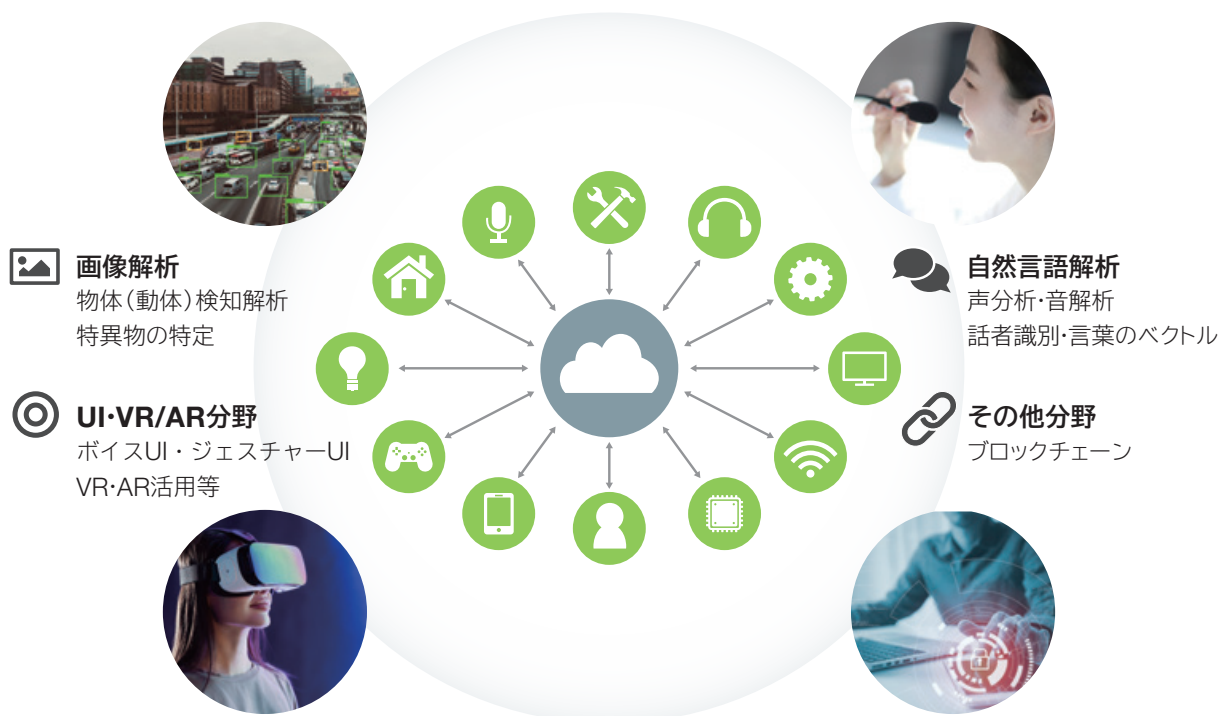 画像解析
物体（動体）検知解析
特異物の特定
UI・VR/AR分野
ボイスUI・ジェスチャーUI
VR・AR活用等
自然言語解析
声分析・音解析
話者識別・言葉のベクトル
その他分野
ブロックチェーン